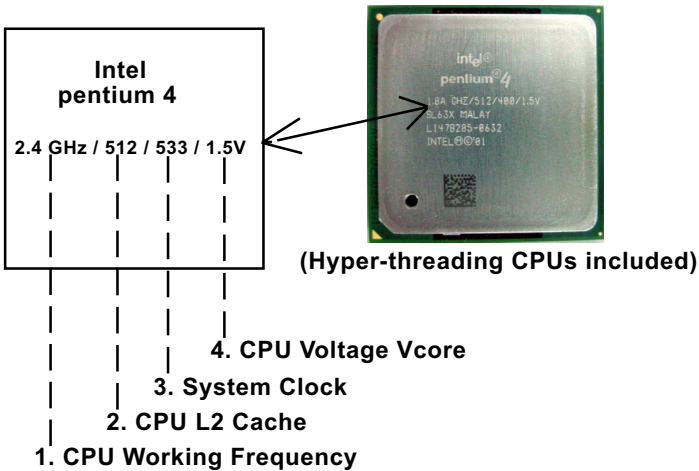 Intel
pentium 4
2.4 GHz / 512 / 533 / 1.5V
intel®
pentium® 4
1.8A GHZ/512/400/1.5V
SL63X MALAY
L147B285-0632
INTEL®©'01
(Hyper-threading CPUs included)
4. CPU Voltage Vcore
3. System Clock
2. CPU L2 Cache
1. CPU Working Frequency